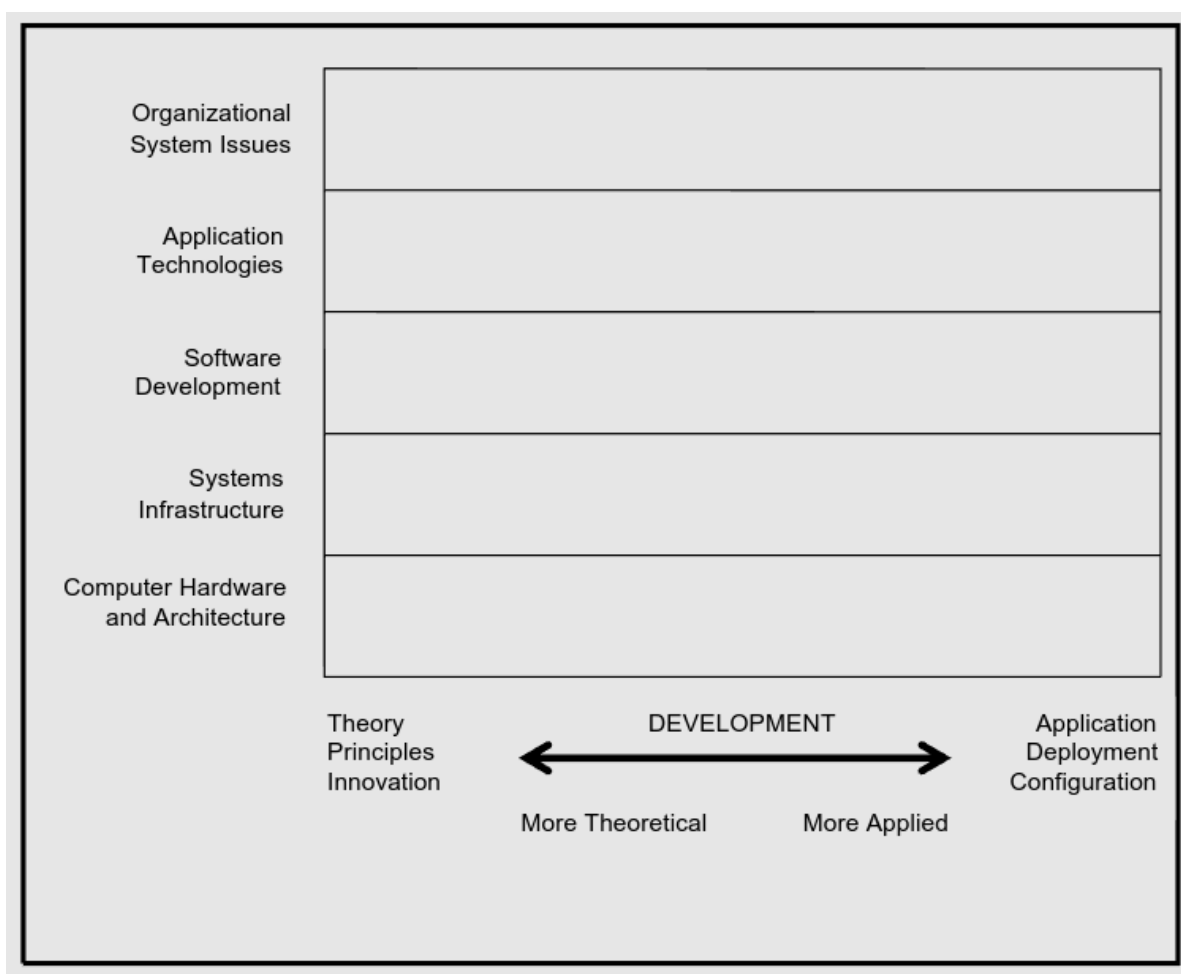 Organizational
System Issues
Application
Technologies
Software
Development
Systems
Infrastructure
Computer Hardware
and Architecture
Theory
Principles
Innovation
DEVELOPMENT
Application
Deployment
Configuration
More Theoretical
More Applied